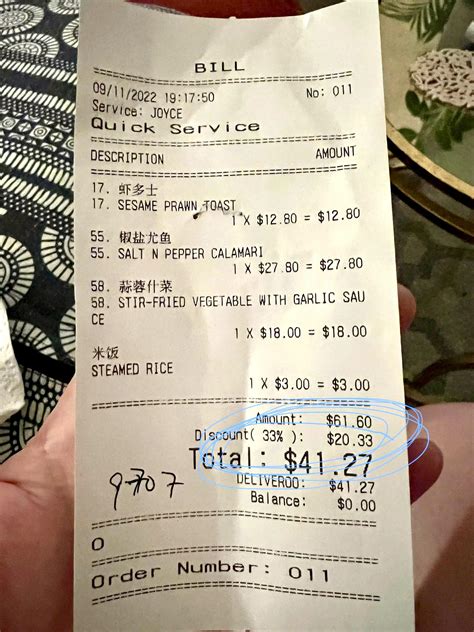 BILL
09/11/2022 19:17:50 No: 011
Service: JOYCE
Quick Service
DESCRIPTION AMOUNT
17. 虾多士
17. SESAME PRAWN TOAST
1 X $12.80 = $12.80
55. 椒盐尤鱼
55. SALT N PEPPER CALAMARI
1 X $27.80 = $27.80
58. 蒜蓉什菜
58. STIR-FRIED VEGETABLE WITH GARLIC SAU
CE
1 X $18.00 = $18.00
米饭
STEAMED RICE
1 X $3.00 = $3.00
Amount: $61.60
Discount( 33% ): $20.33
Total: $41.27
DELIVEROO: $41.27
Balance: $0.00
9707
O
Order Number: 011